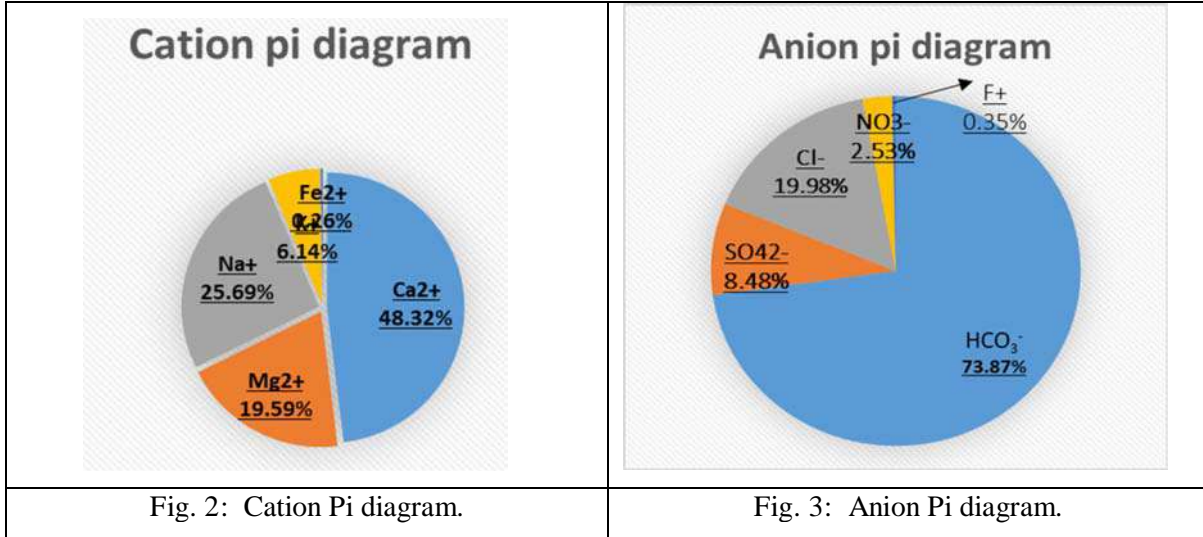 Cation pi diagram
Fe2+
0.26%
K+
6.14%
Na+
25.69%
Ca2+
48.32%
Mg2+
19.59%
Anion pi diagram
F+
0.35%
NO3-
2.53%
Cl-
19.98%
SO42-
8.48%
HCO₃⁻
73.87%
Fig. 2: Cation Pi diagram.
Fig. 3: Anion Pi diagram.